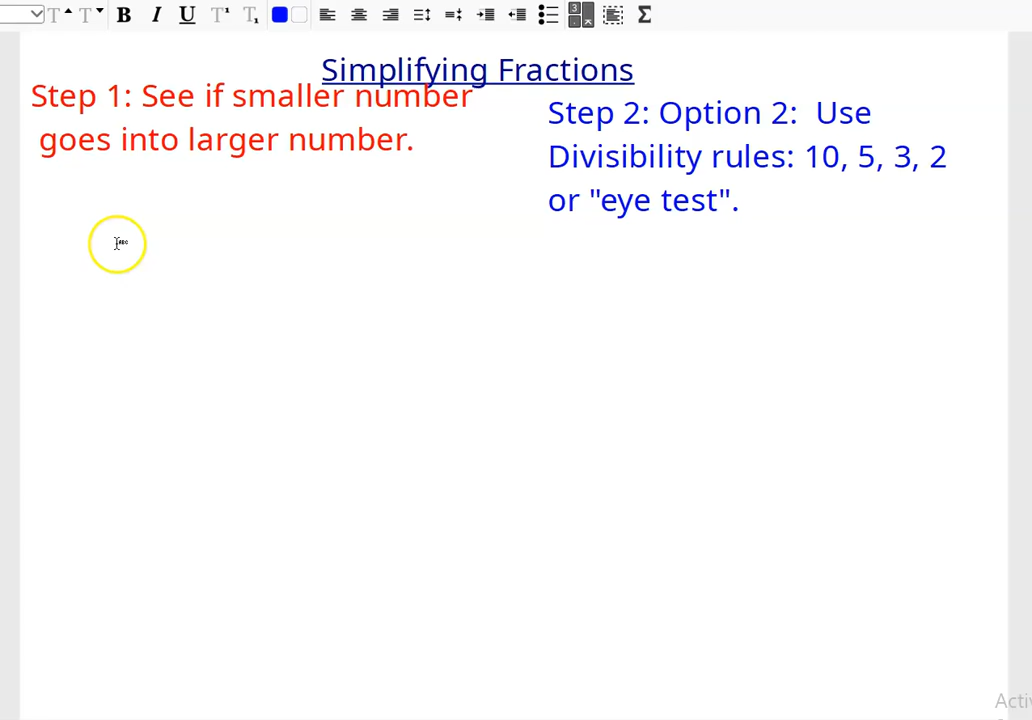 Simplifying Fractions
Step 1: See if smaller number
goes into larger number.
Step 2: Option 2: Use
Divisibility rules: 10, 5, 3, 2
or "eye test".
Activ